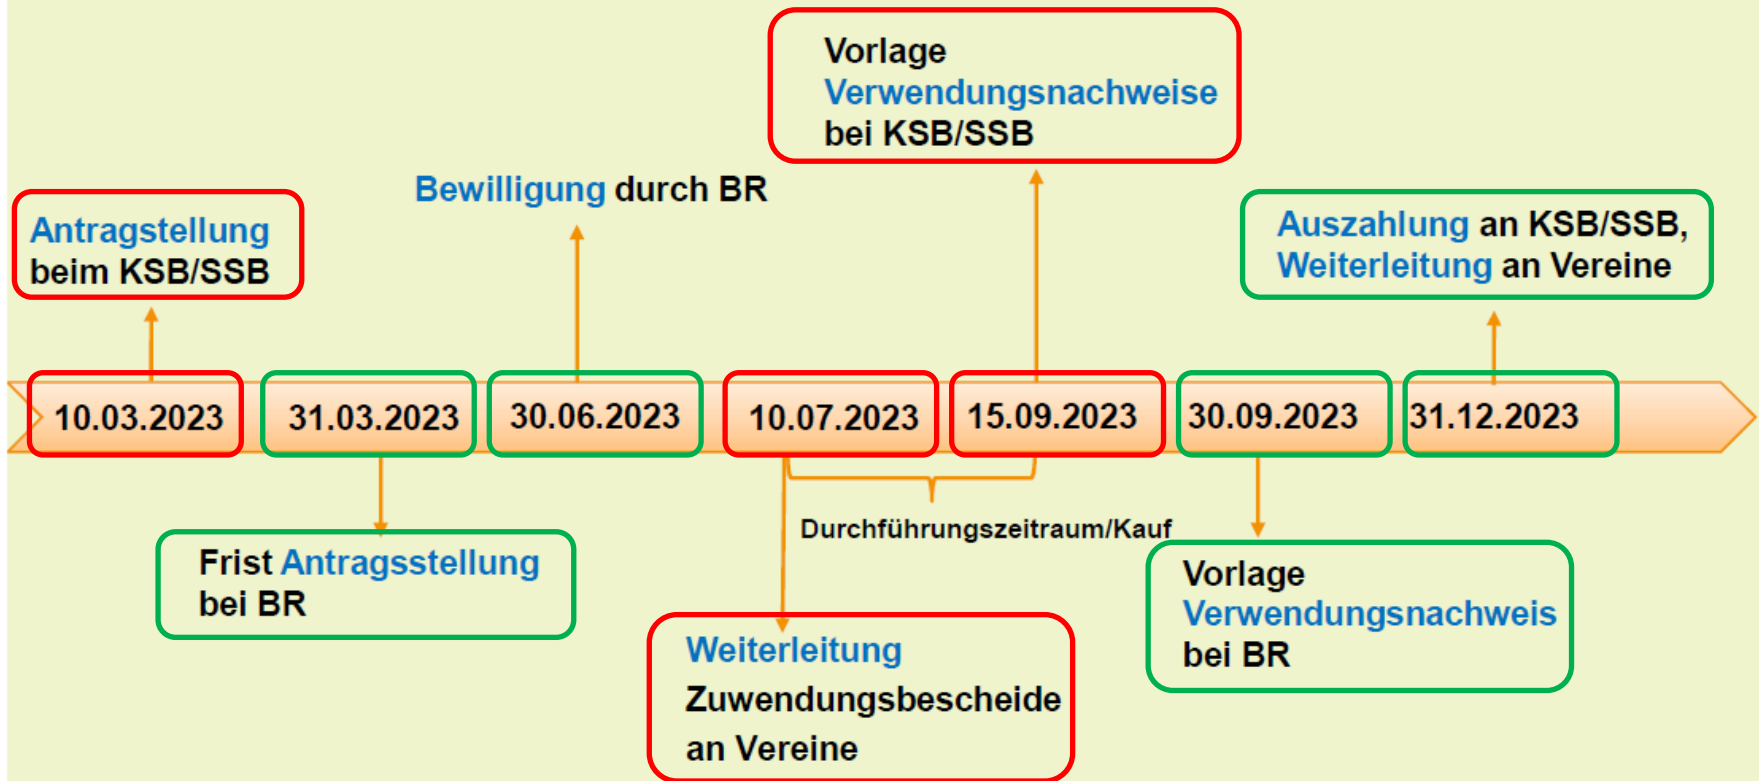 Vorlage
Verwendungsnachweise
bei KSB/SSB
Bewilligung durch BR
Antragstellung
beim KSB/SSB
Auszahlung an KSB/SSB,
Weiterleitung an Vereine
10.03.2023 31.03.2023 30.06.2023 10.07.2023 15.09.2023 30.09.2023 31.12.2023
Durchführungszeitraum/Kauf
Frist Antragsstellung
bei BR
Vorlage
Verwendungsnachweis
bei BR
Weiterleitung
Zuwendungsbescheide
an Vereine